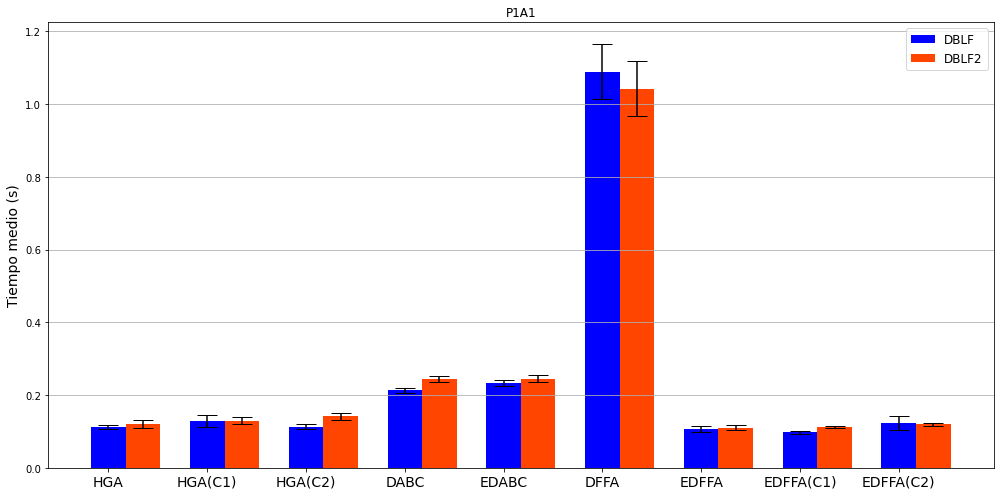 P1A1
DBLF
DBLF2
Tiempo medio (s)
1.2
1.0
0.8
0.6
0.4
0.2
0.0
HGA HGA(C1) HGA(C2) DABC EDABC DFFA EDFFA EDFFA(C1) EDFFA(C2)